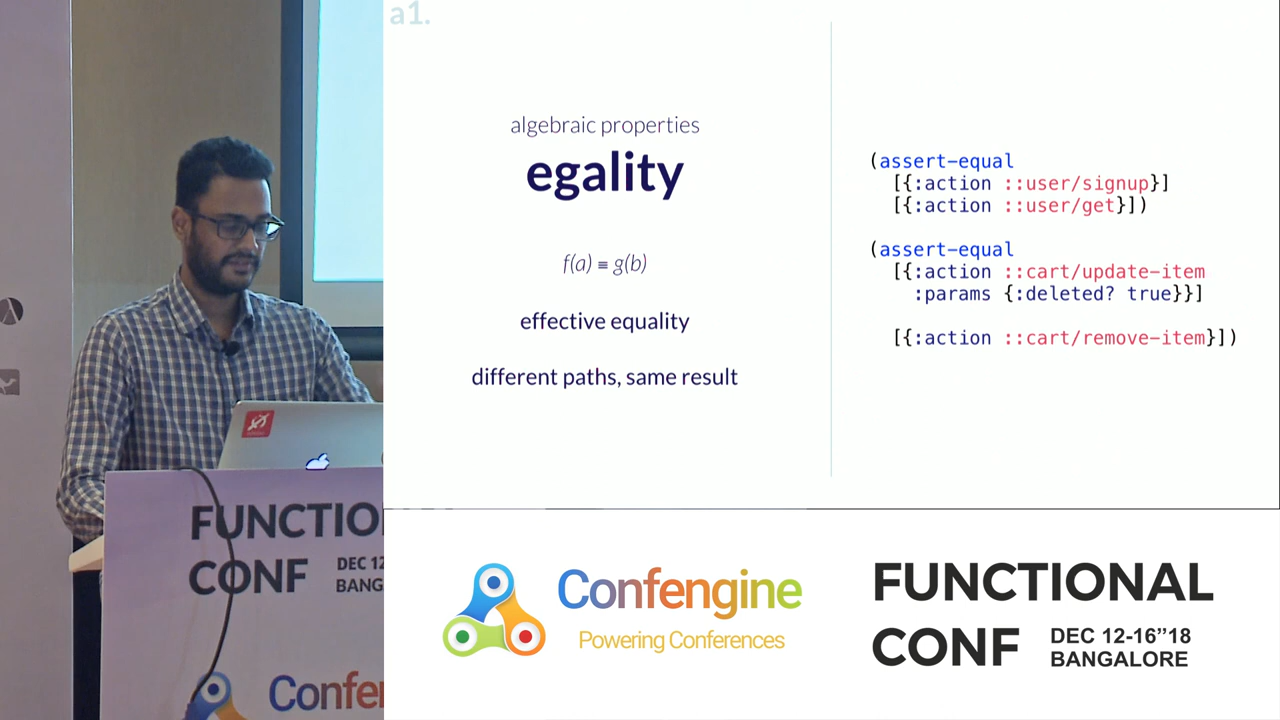 a1.
algebraic properties
egality
f(a) ≡ g(b)
effective equality
different paths, same result
(assert-equal
[{:action ::user/signup}]
[{:action ::user/get}])
(assert-equal
[{:action ::cart/update-item
:params {:deleted? true}}]
[{:action ::cart/remove-item}])
FUNCTIO
CONF
DEC 12
BANG
Confe
Confengine
Powering Conferences
FUNCTIONAL
CONF
DEC 12-16"18
BANGALORE